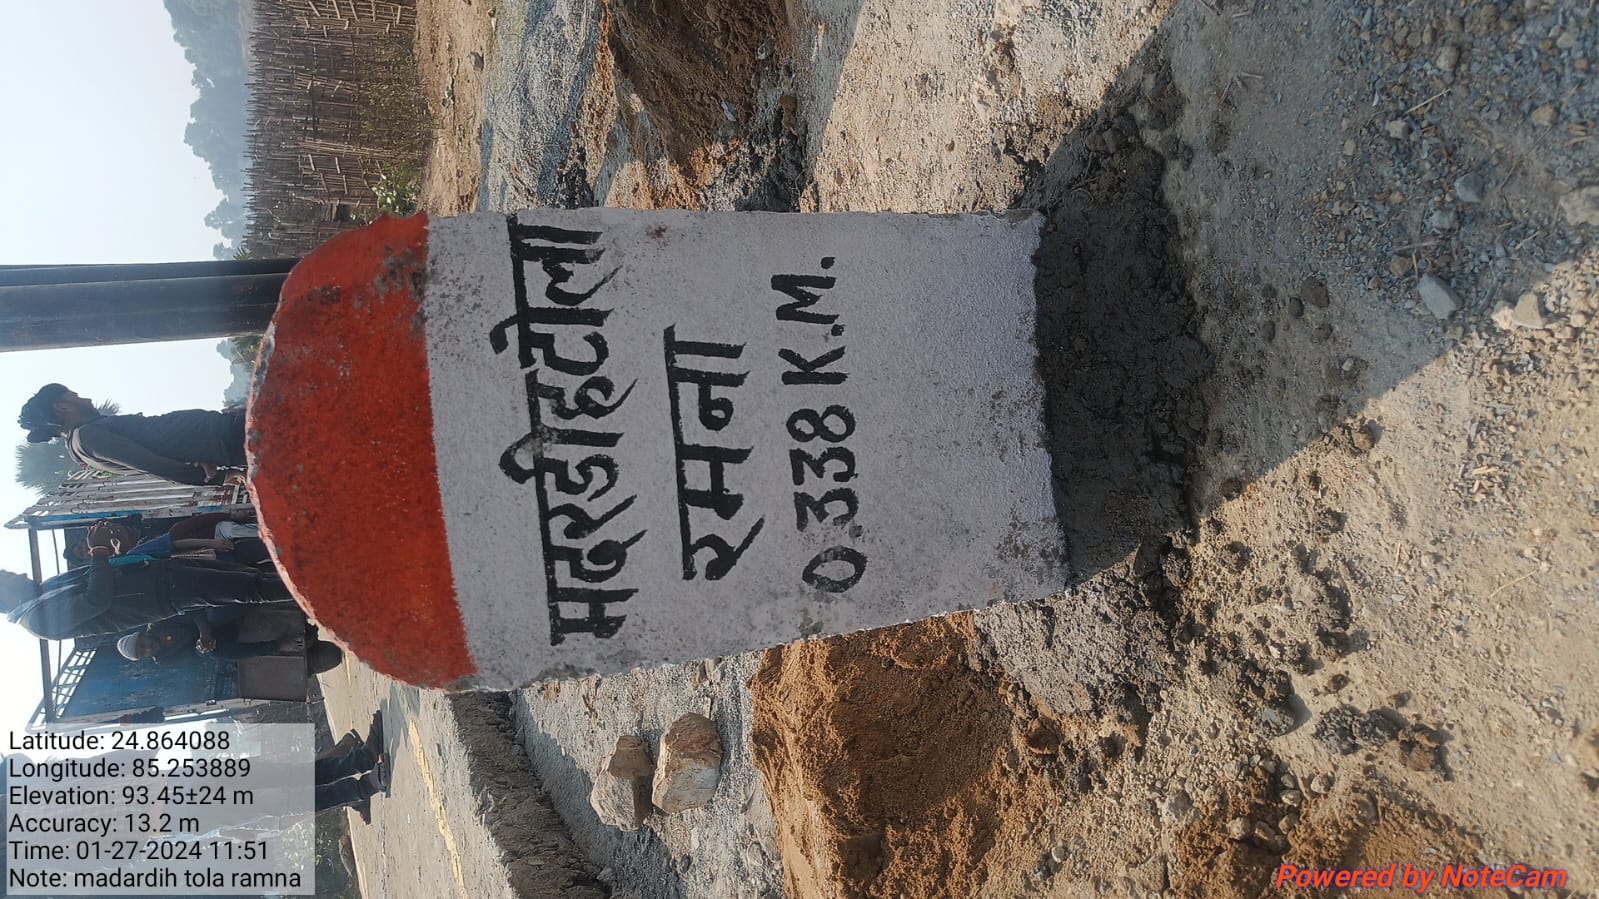 मदरडीहटोला
रमना
0.338 K.M.
Latitude: 24.864088
Longitude: 85.253889
Elevation: 93.45±24 m
Accuracy: 13.2 m
Time: 01-27-2024 11:51
Note: madardih tola ramna
Powered by NoteCam